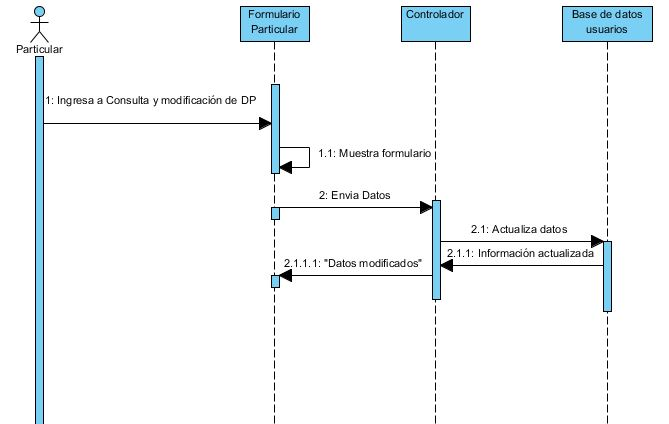 Formulario
Particular
Controlador
Base de datos
usuarios
Particular
1: Ingresa a Consulta y modificación de DP
1.1: Muestra formulario
2: Envia Datos
2.1: Actualiza datos
2.1.1: Información actualizada
2.1.1.1: "Datos modificados"